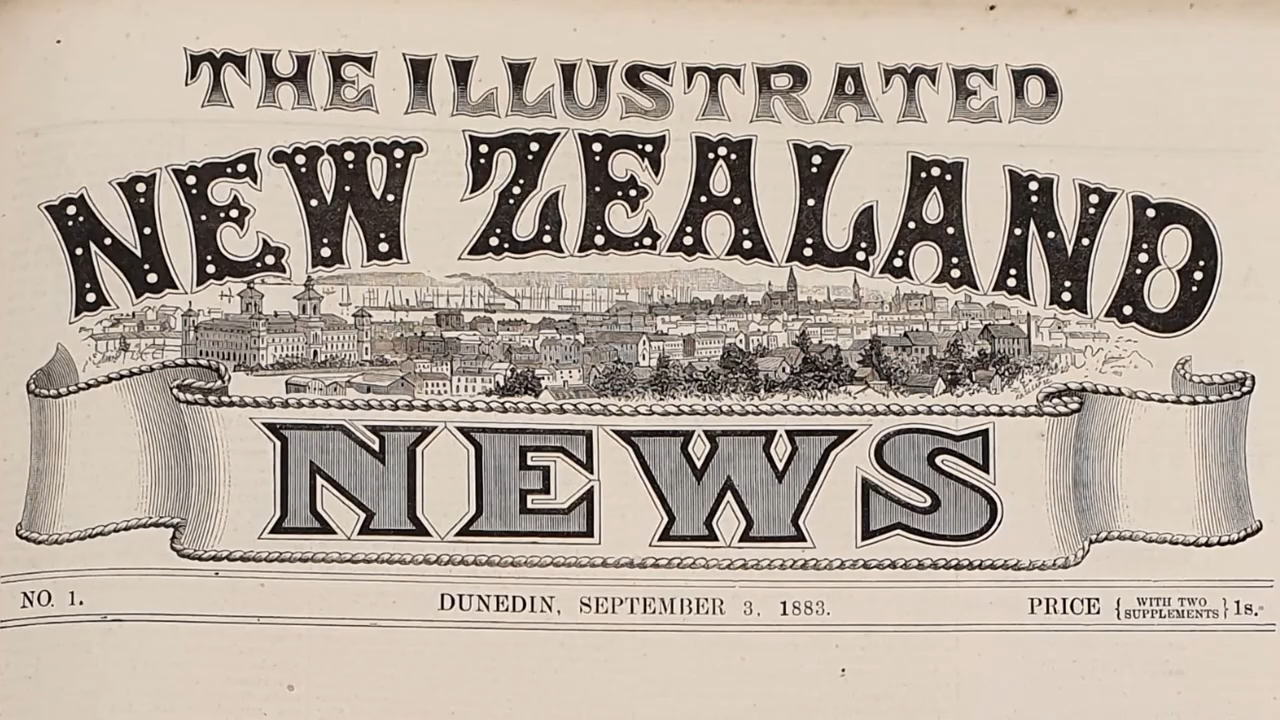 THE ILLUSTRATED
NEW ZEALAND
NEWS
NO. 1. DUNEDIN, SEPTEMBER 3, 1883. PRICE { WITH TWO SUPPLEMENTS } 1s.